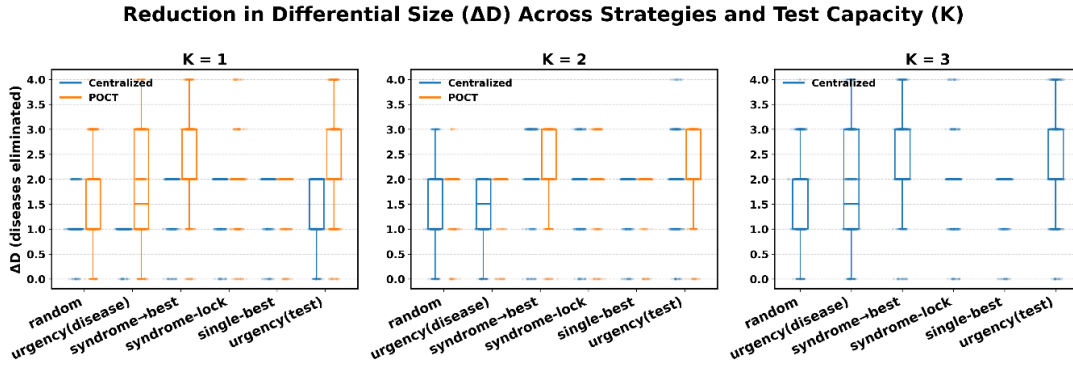 Reduction in Differential Size (ΔD) Across Strategies and Test Capacity (K)
K = 1
K = 2
K = 3
ΔD (diseases eliminated)
4.0
3.5
3.0
2.5
2.0
1.5
1.0
0.5
0.0
Centralized
POCT
random
urgency(disease)
syndrome→best
syndrome-lock
single-best
urgency(test)
4.0
3.5
3.0
2.5
2.0
1.5
1.0
0.5
0.0
Centralized
POCT
random
urgency(disease)
syndrome→best
syndrome-lock
single-best
urgency(test)
4.0
3.5
3.0
2.5
2.0
1.5
1.0
0.5
0.0
Centralized
random
urgency(disease)
syndrome→best
syndrome-lock
single-best
urgency(test)